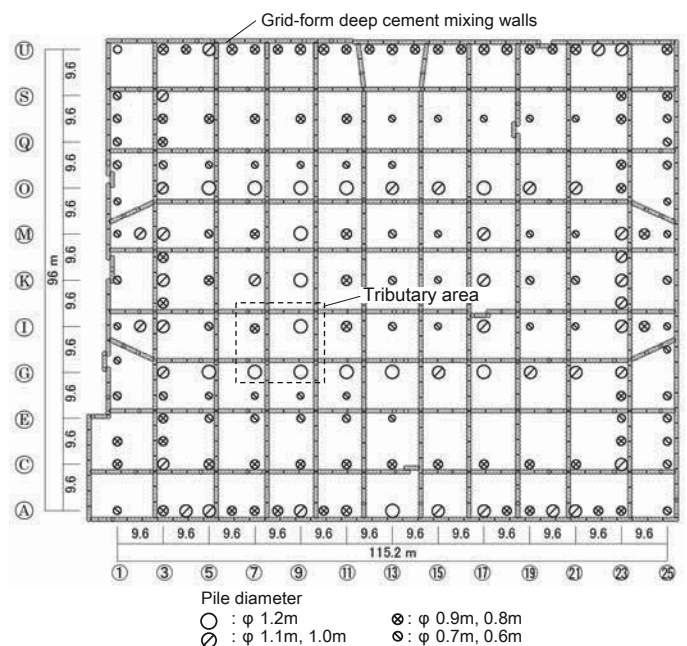 Grid-form deep cement mixing walls
Ⓤ
9.6
Ⓢ
9.6
Ⓠ
9.6
Ⓞ
9.6
Ⓜ
9.6
Ⓚ
9.6
Ⓘ
9.6
Ⓖ
9.6
Ⓔ
9.6
Ⓒ
9.6
Ⓐ
96 m
Tributary area
9.6 9.6 9.6 9.6 9.6 9.6 9.6 9.6 9.6 9.6 9.6 9.6
115.2 m
① ③ ⑤ ⑦ ⑨ ⑪ ⑬ ⑮ ⑰ ⑲ ㉑ ㉓ ㉕
Pile diameter
: φ 1.2m : φ 0.9m, 0.8m
: φ 1.1m, 1.0m : φ 0.7m, 0.6m